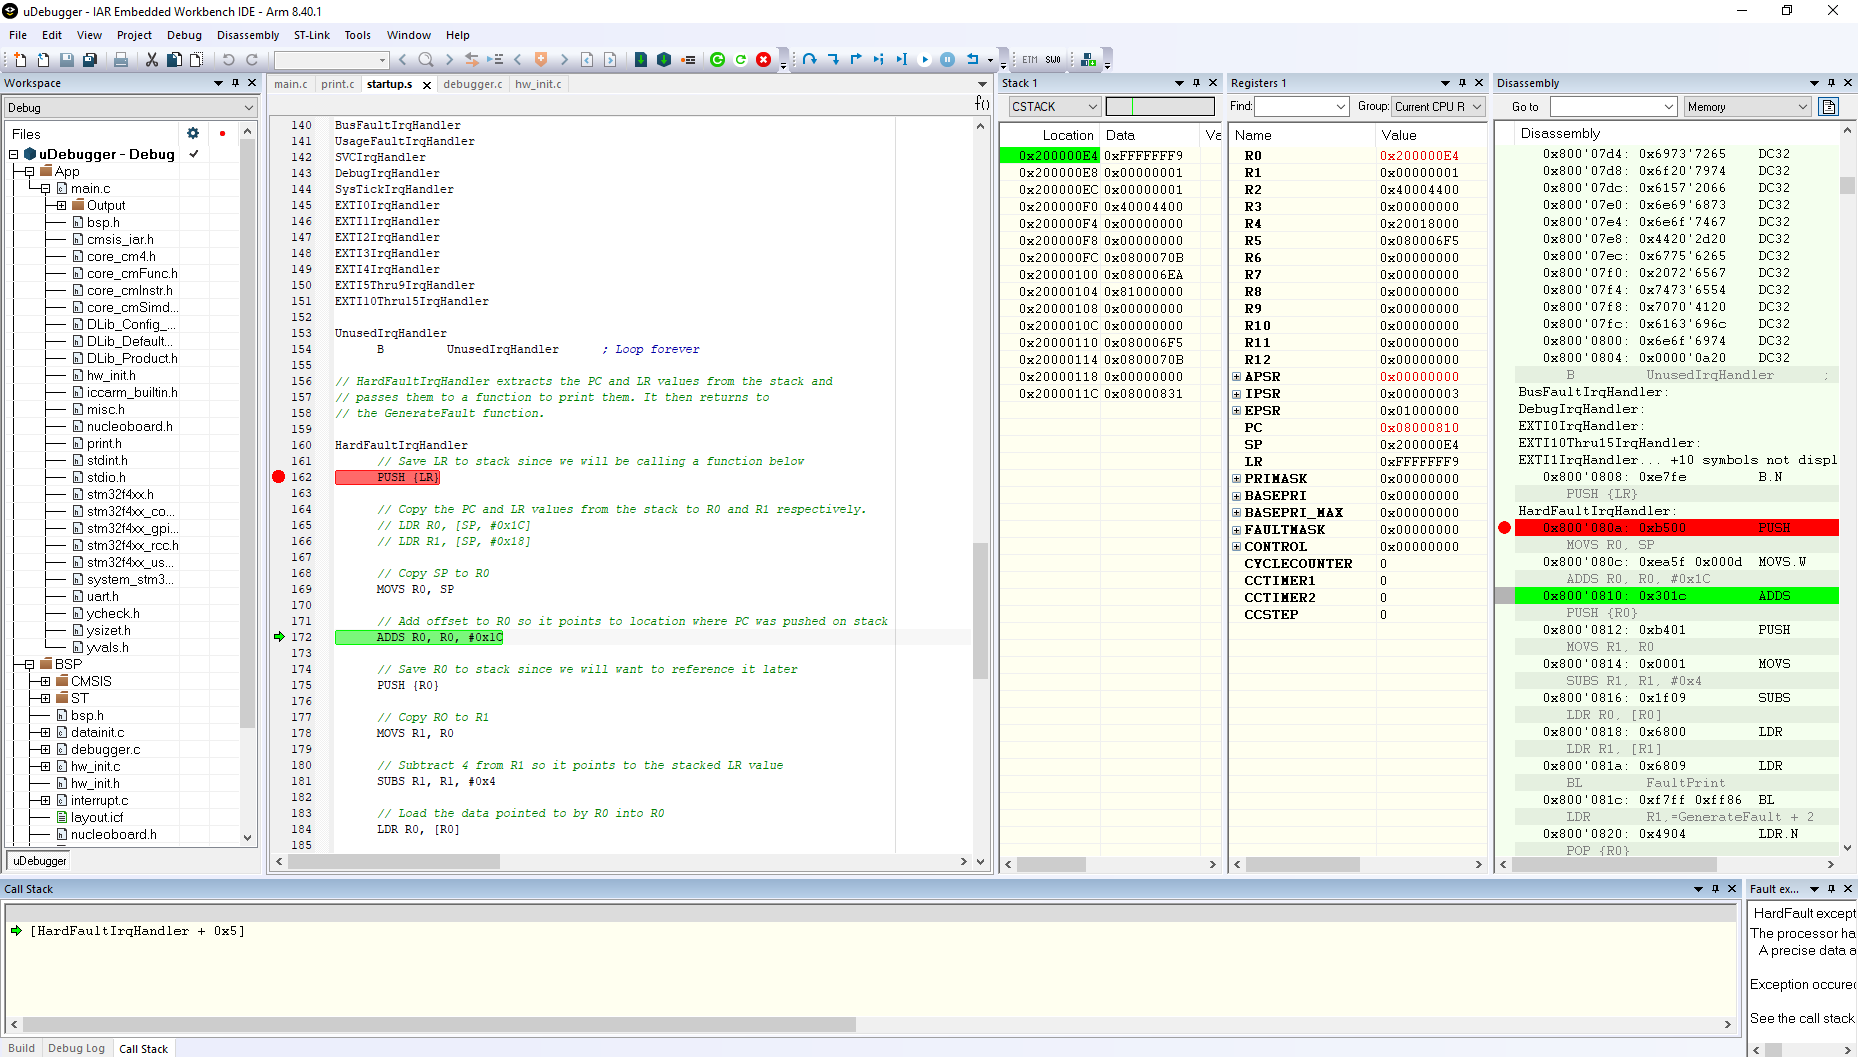 uDebugger - IAR Embedded Workbench IDE - Arm 8.40.1
File Edit View Project Debug Disassembly ST-Link Tools Window Help
ETM SWO
Workspace
Debug
Files
uDebugger - Debug
App
main.c
Output
bsp.h
cmsis_iar.h
core_cm4.h
core_cmFunc.h
core_cmInstr.h
core_cmSimd...
DLib_Config_...
DLib_Default...
DLib_Product.h
hw_init.h
iccarm_builtin.h
misc.h
nucleoboard.h
print.h
stdint.h
stdio.h
stm32f4xx.h
stm32f4xx_co...
stm32f4xx_gpi...
stm32f4xx_rcc.h
stm32f4xx_us...
system_stm3...
uart.h
ycheck.h
ysizet.h
yvals.h
BSP
CMSIS
ST
bsp.h
datainit.c
debugger.c
hw_init.c
hw_init.h
interrupt.c
layout.icf
nucleoboard.h
uDebugger
main.c print.c startup.s debugger.c hw_init.c
f()
140 BusFaultIrqHandler
141 UsageFaultIrqHandler
142 SVCIrqHandler
143 DebugIrqHandler
144 SysTickIrqHandler
145 EXTI0IrqHandler
146 EXTI1IrqHandler
147 EXTI2IrqHandler
148 EXTI3IrqHandler
149 EXTI4IrqHandler
150 EXTI5Thru9IrqHandler
151 EXTI10Thru15IrqHandler
152
153 UnusedIrqHandler
154 B UnusedIrqHandler ; Loop forever
155
156 // HardFaultIrqHandler extracts the PC and LR values from the stack and
157 // passes them to a function to print them. It then returns to
158 // the GenerateFault function.
159
160 HardFaultIrqHandler
161 // Save LR to stack since we will be calling a function below
162 PUSH {LR}
163
164 // Copy the PC and LR values from the stack to R0 and R1 respectively.
165 // LDR R0, [SP, #0x1C]
166 // LDR R1, [SP, #0x18]
167
168 // Copy SP to R0
169 MOVS R0, SP
170
171 // Add offset to R0 so it points to location where PC was pushed on stack
172 ADDS R0, R0, #0x1C
173
174 // Save R0 to stack since we will want to reference it later
175 PUSH {R0}
176
177 // Copy RO to R1
178 MOVS R1, R0
179
180 // Subtract 4 from R1 so it points to the stacked LR value
181 SUBS R1, R1, #0x4
182
183 // Load the data pointed to by R0 into R0
184 LDR R0, [R0]
185
Stack 1
CSTACK
Location Data Va
0x200000E4 0xFFFFFFF9
0x200000E8 0x00000001
0x200000EC 0x00000001
0x200000F0 0x40004400
0x200000F4 0x00000000
0x200000F8 0x00000000
0x200000FC 0x0800070B
0x20000100 0x080006EA
0x20000104 0x81000000
0x20000108 0x00000000
0x2000010C 0x00000000
0x20000110 0x080006F5
0x20000114 0x0800070B
0x20000118 0x00000000
0x2000011C 0x08000831
Registers 1
Find: Group: Current CPU R
Name Value
R0 0x200000E4
R1 0x00000001
R2 0x40004400
R3 0x00000000
R4 0x20018000
R5 0x080006F5
R6 0x00000000
R7 0x00000000
R8 0x00000000
R9 0x00000000
R10 0x00000000
R11 0x00000000
R12 0x00000000
APSR 0x00000000
IPSR 0x00000003
EPSR 0x01000000
PC 0x08000810
SP 0x200000E4
LR 0xFFFFFFF9
PRIMASK 0x00000000
BASEPRI 0x00000000
BASEPRI_MAX 0x00000000
FAULTMASK 0x00000000
CONTROL 0x00000000
CYCLECOUNTER 0
CCTIMER1 0
CCTIMER2 0
CCSTEP 0
Disassembly
Go to Memory
Disassembly
0x800'07d4: 0x6973'7265 DC32
0x800'07d8: 0x6f20'7974 DC32
0x800'07dc: 0x6157'2066 DC32
0x800'07e0: 0x6e69'6873 DC32
0x800'07e4: 0x6e6f'7467 DC32
0x800'07e8: 0x4420'2d20 DC32
0x800'07ec: 0x6775'6265 DC32
0x800'07f0: 0x2072'6567 DC32
0x800'07f4: 0x7473'6554 DC32
0x800'07f8: 0x7070'4120 DC32
0x800'07fc: 0x6163'696c DC32
0x800'0800: 0x6e6f'6974 DC32
0x800'0804: 0x0000'0a20 DC32
B UnusedIrqHandler ;
BusFaultIrqHandler:
DebugIrqHandler:
EXTI0IrqHandler:
EXTI10Thru15IrqHandler:
EXTI1IrqHandler... +10 symbols not displ
0x800'0808: 0xe7fe B.N
PUSH {LR}
HardFaultIrqHandler:
0x800'080a: 0xb500 PUSH
MOVS R0, SP
0x800'080c: 0xea5f 0x000d MOVS.W
ADDS R0, R0, #0x1C
0x800'0810: 0x301c ADDS
PUSH {R0}
0x800'0812: 0xb401 PUSH
MOVS R1, R0
0x800'0814: 0x0001 MOVS
SUBS R1, R1, #0x4
0x800'0816: 0x1f09 SUBS
LDR R0, [R0]
0x800'0818: 0x6800 LDR
LDR R1, [R1]
0x800'081a: 0x6809 LDR
BL FaultPrint
0x800'081c: 0xf7ff 0xff86 BL
LDR R1,=GenerateFault + 2
0x800'0820: 0x4904 LDR.N
POP {R0}
Call Stack
[HardFaultIrqHandler + 0x5]
Build Debug Log Call Stack
Fault ex...
HardFault except
The processor ha
A precise data a
Exception occured
See the call stack